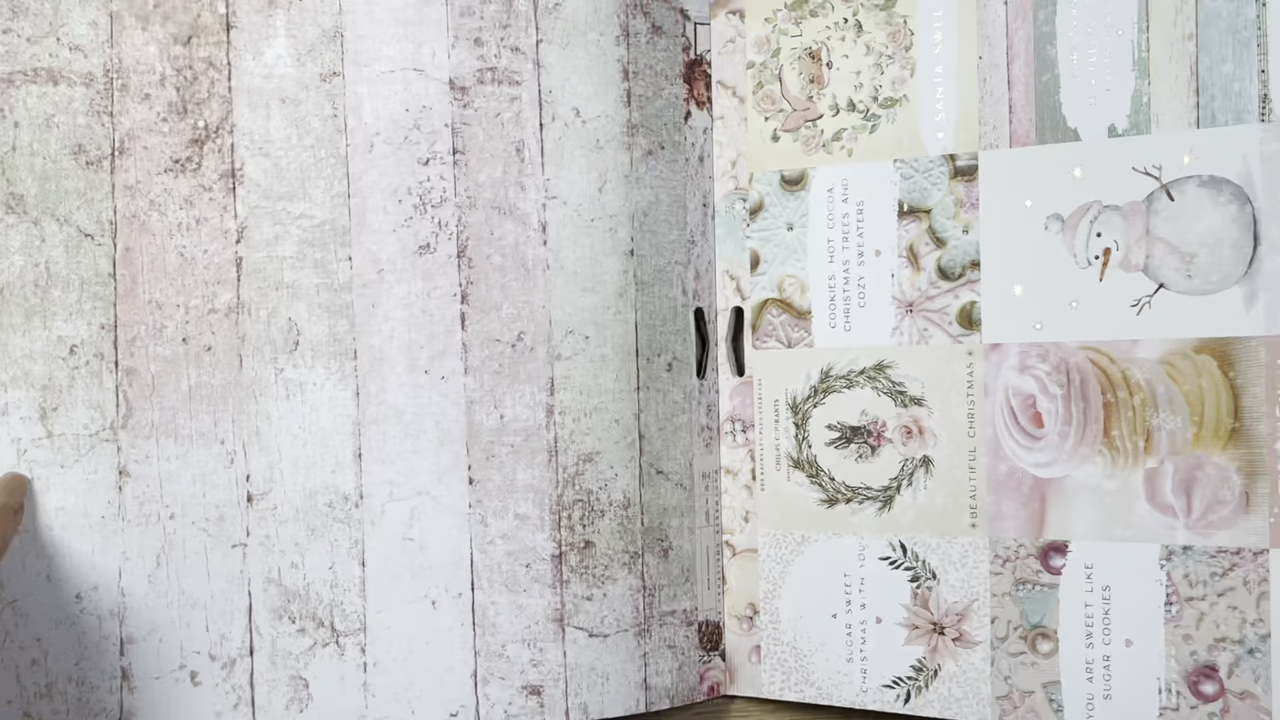 SANTA SWEE
COOKIES, HOT COCOA,
CHRISTMAS TREES AND
COZY SWEATERS
BEAUTIFUL CHRISTMAS
A
SUGAR SWEET
CHRISTMAS WITH YOU
YOU ARE SWEET LIKE
SUGAR COOKIES